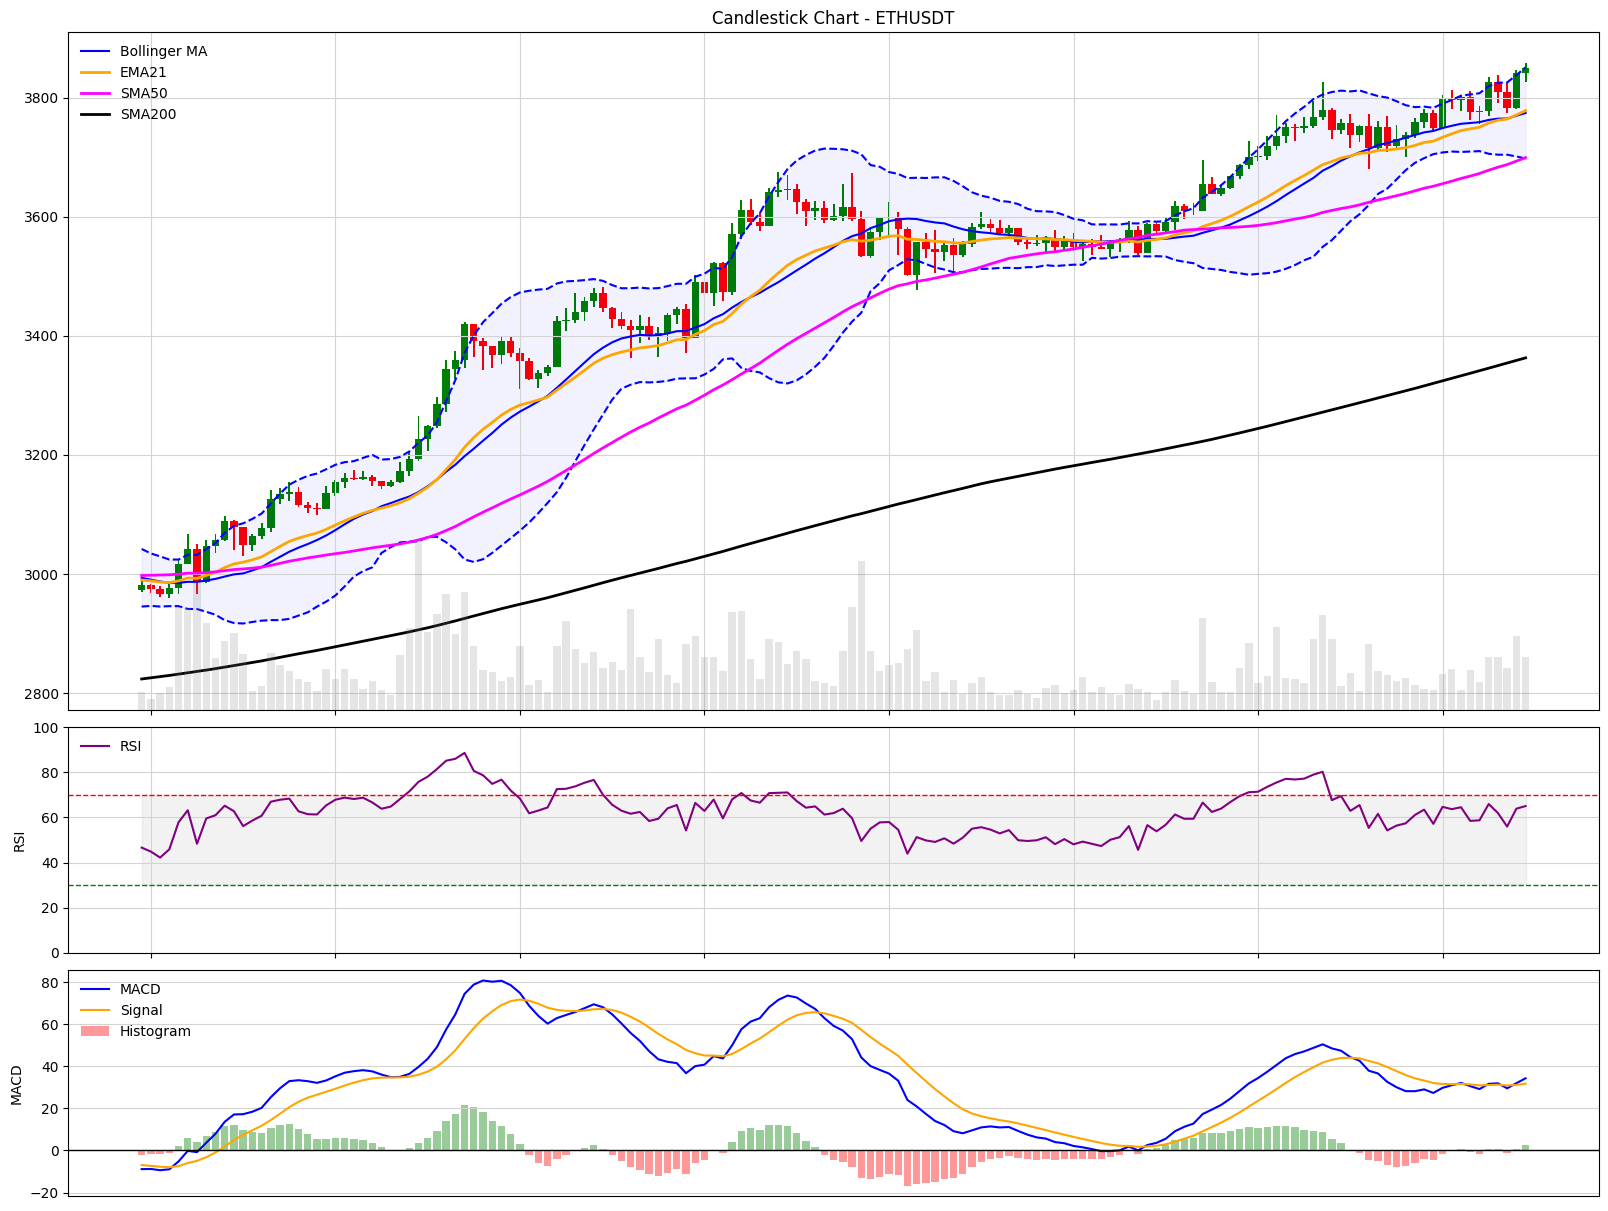 Candlestick Chart - ETHUSDT
Bollinger MA
EMA21
SMA50
SMA200
3800
3600
3400
3200
3000
2800
RSI
100
80
60
40
20
0
RSI
MACD
Signal
Histogram
80
60
40
20
0
−20
MACD